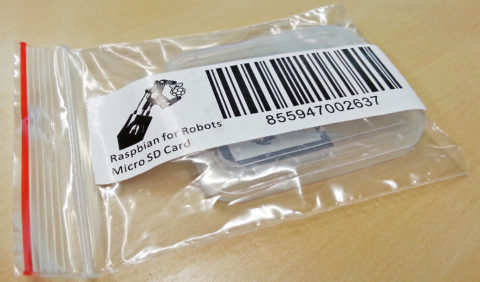 Raspbian for Robots
Micro SD Card
855947002637